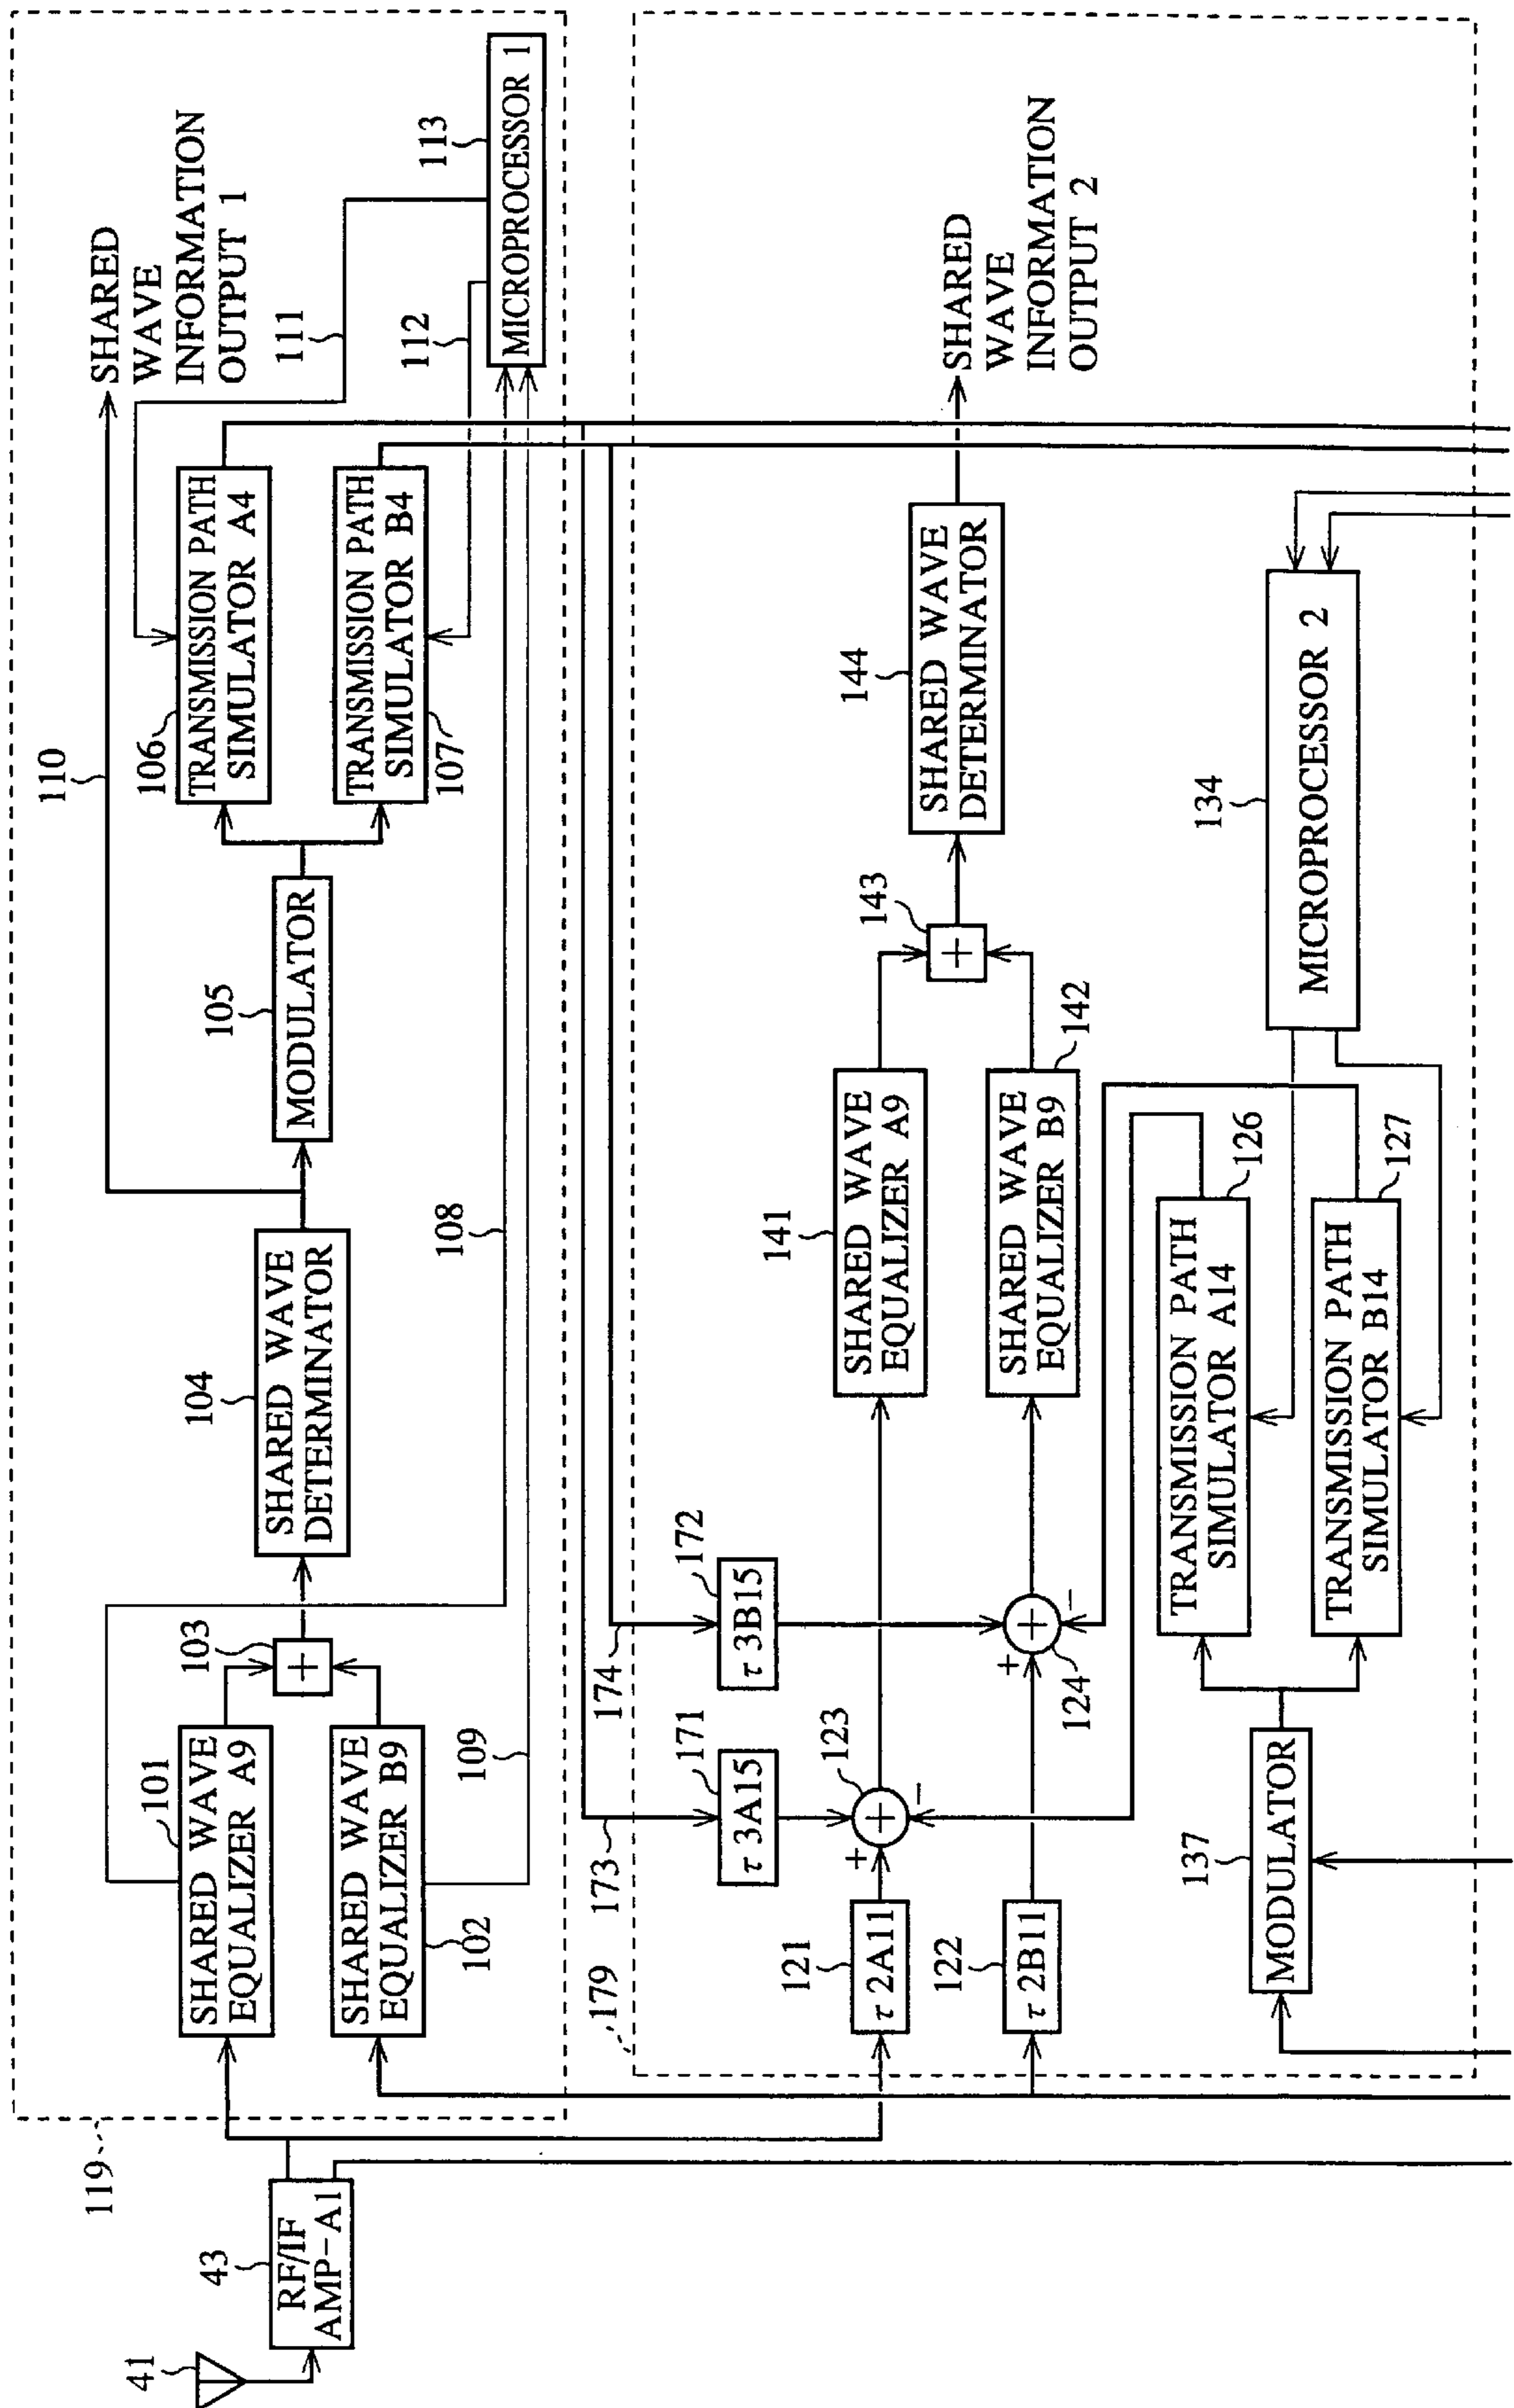 41
43
RF/IF
AMP-A1
119
SHARED WAVE
EQUALIZER A9
101
SHARED WAVE
EQUALIZER B9
102
103
+
109
108
104
SHARED WAVE
DETERMINATOR
105
MODULATOR
110
106
TRANSMISSION PATH
SIMULATOR A4
TRANSMISSION PATH
SIMULATOR B4
107
SHARED
WAVE
INFORMATION
OUTPUT 1
111
112
113
MICROPROCESSOR 1
179
173
174
171
τ 3A15
172
τ 3B15
121
τ 2A11
122
τ 2B11
123
+
+
−
124
+
+
−
141
SHARED WAVE
EQUALIZER A9
SHARED WAVE
EQUALIZER B9
142
143
+
144
SHARED WAVE
DETERMINATOR
SHARED
WAVE
INFORMATION
OUTPUT 2
137
MODULATOR
TRANSMISSION PATH
SIMULATOR A14
126
TRANSMISSION PATH
SIMULATOR B14
127
134
MICROPROCESSOR 2